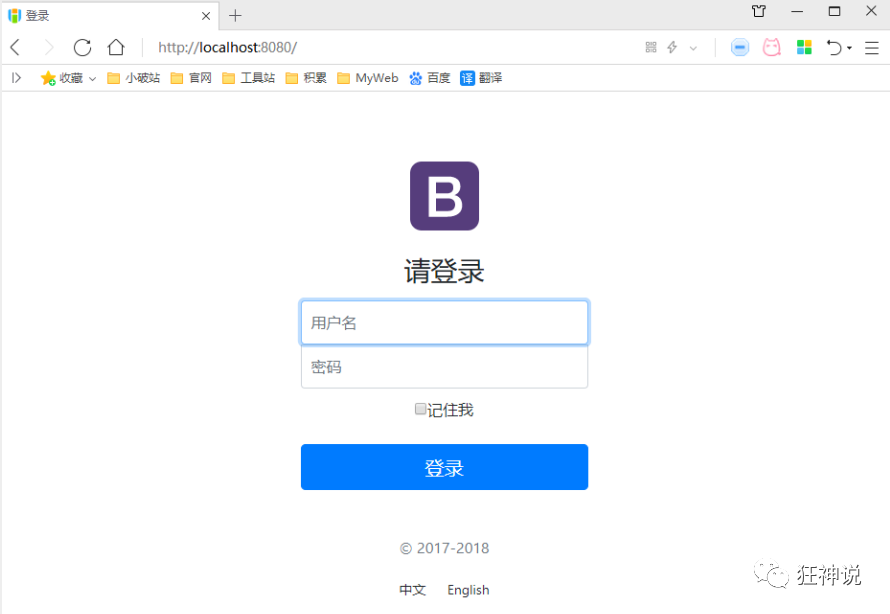 登录
http://localhost:8080/
收藏 小破站 官网 工具站 积累 MyWeb 百度 译 翻译
B
请登录
用户名
密码
记住我
登录
© 2017-2018
中文 English
狂神说